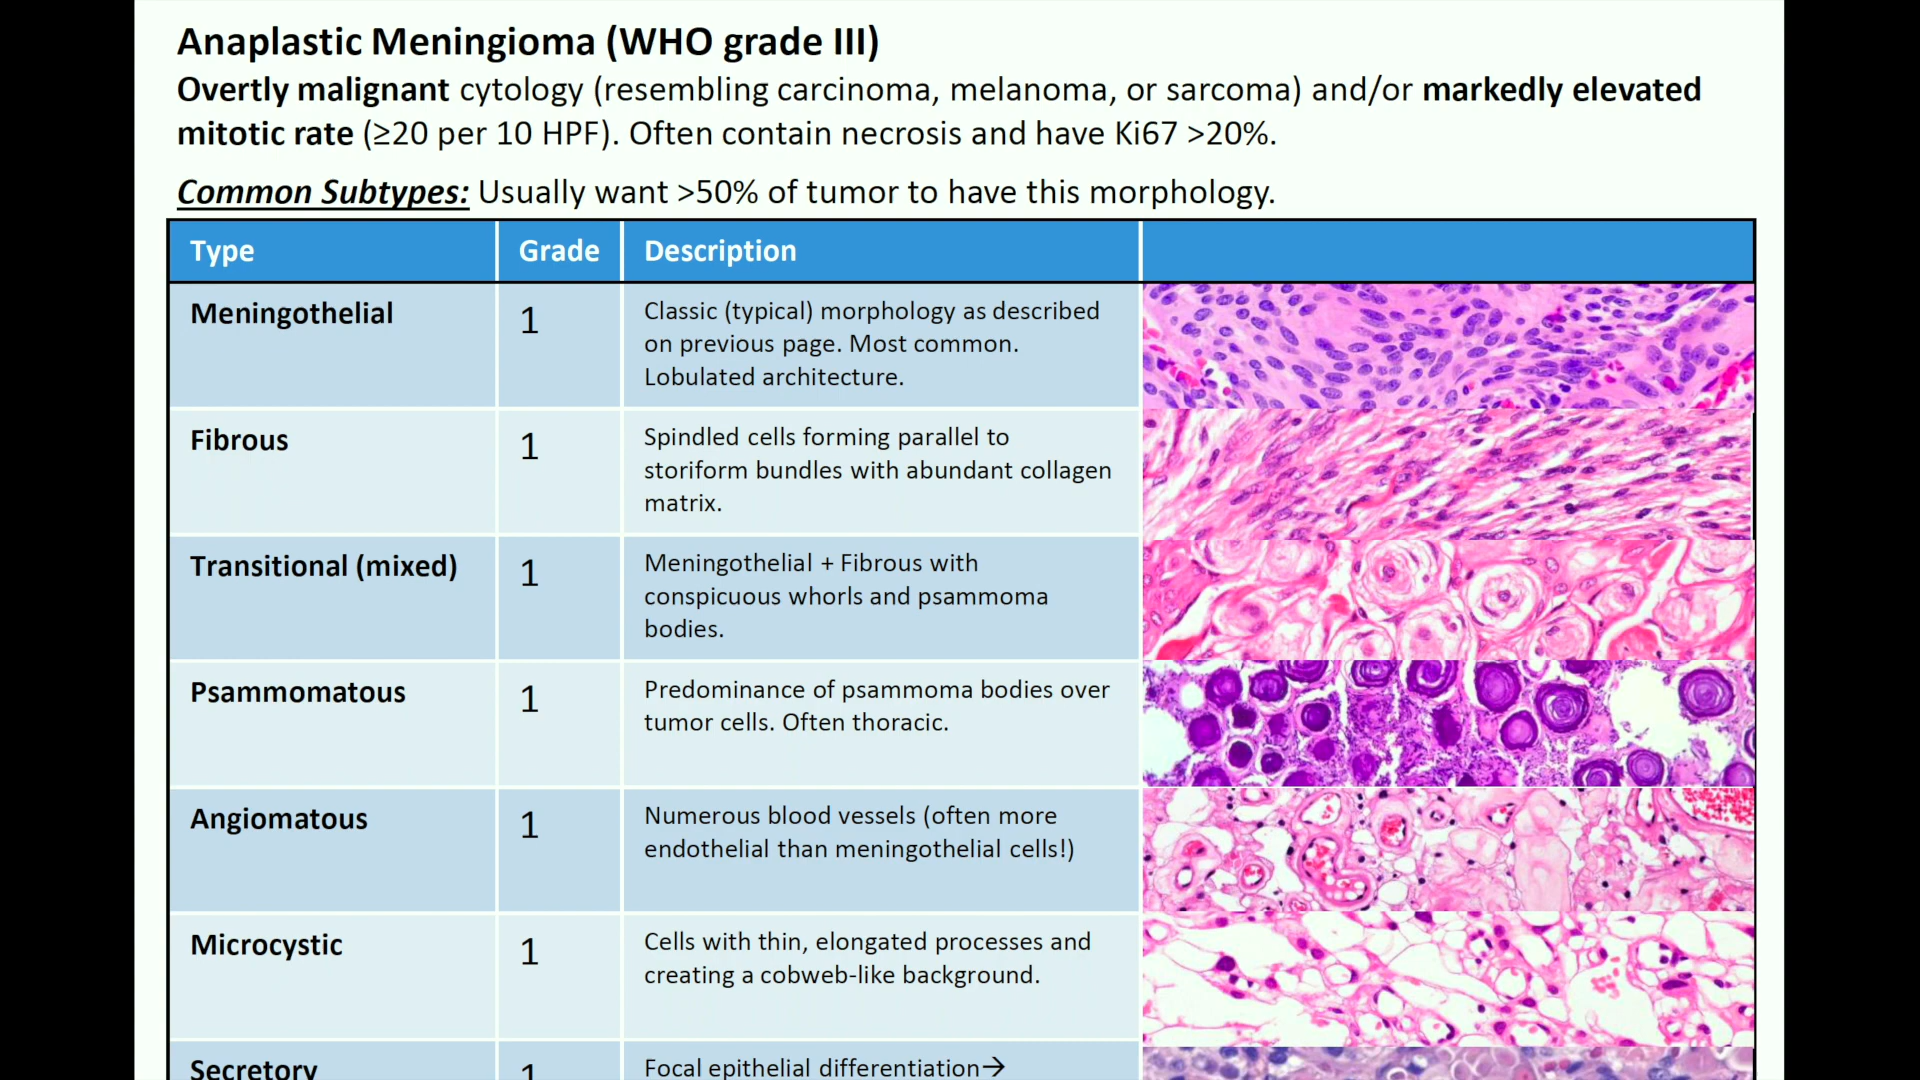 Anaplastic Meningioma (WHO grade III)
Overtly malignant cytology (resembling carcinoma, melanoma, or sarcoma) and/or markedly elevated
mitotic rate (≥20 per 10 HPF). Often contain necrosis and have Ki67 >20%.
Common Subtypes: Usually want >50% of tumor to have this morphology.
Type Grade Description
Meningothelial 1 Classic (typical) morphology as described
on previous page. Most common.
Lobulated architecture.
Fibrous 1 Spindled cells forming parallel to
storiform bundles with abundant collagen
matrix.
Transitional (mixed) 1 Meningothelial + Fibrous with
conspicuous whorls and psammoma
bodies.
Psammomatous 1 Predominance of psammoma bodies over
tumor cells. Often thoracic.
Angiomatous 1 Numerous blood vessels (often more
endothelial than meningothelial cells!)
Microcystic 1 Cells with thin, elongated processes and
creating a cobweb-like background.
Secretory 1 Focal epithelial differentiation→